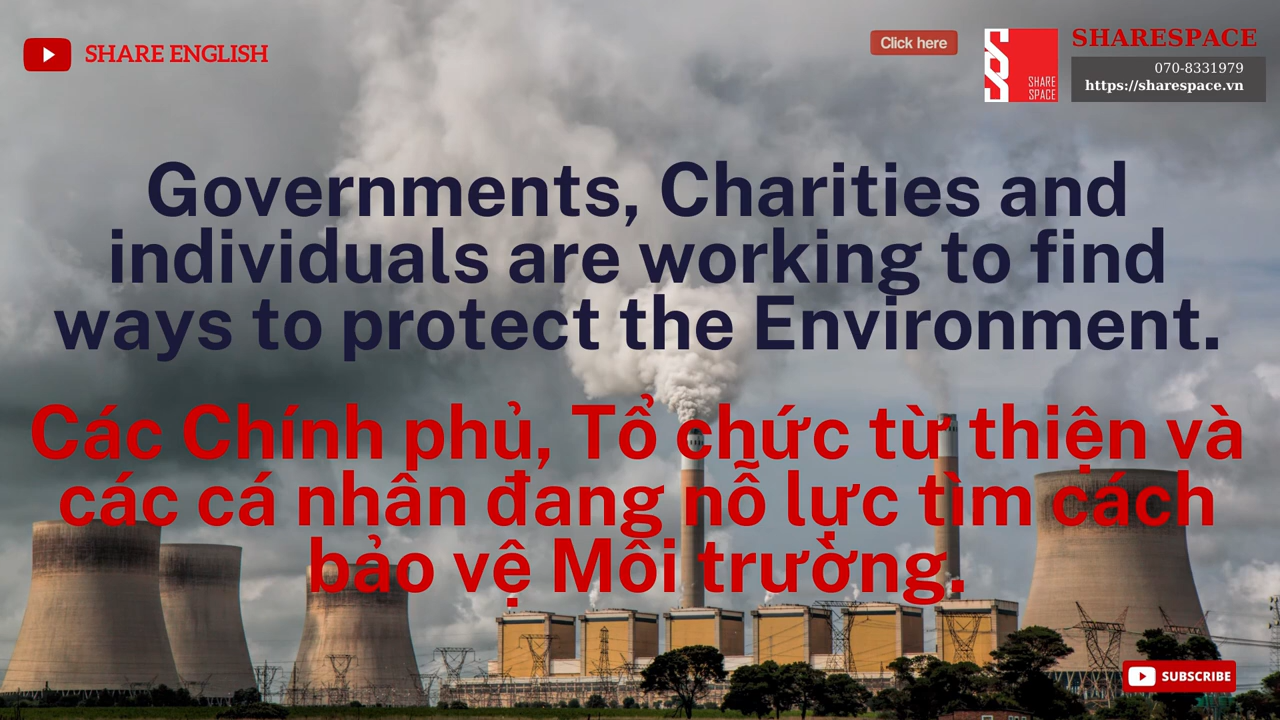 SHARE ENGLISH
Click here
SHARESPACE
070-8331979
https://sharespace.vn
SHARE
SPACE
Governments, Charities and
individuals are working to find
ways to protect the Environment.
Các Chính phủ, Tổ chức từ thiện và
các cá nhân đang nỗ lực tìm cách
bảo vệ Môi trường.
SUBSCRIBE